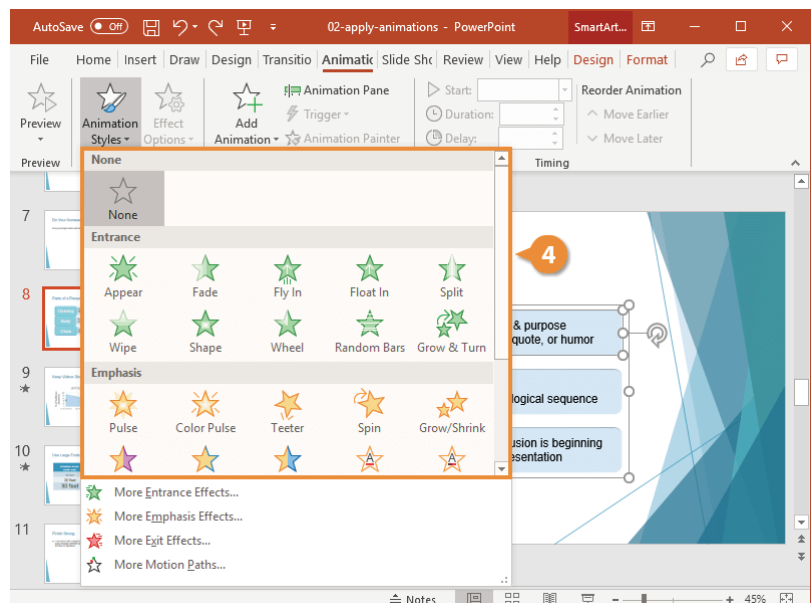 AutoSave Off 02-apply-animations - PowerPoint SmartArt...
File Home Insert Draw Design Transitio Animatic Slide Shc Review View Help Design Format
Preview
Animation Styles
Effect Options
Add Animation
Animation Pane
Trigger
Animation Painter
Start:
Duration:
Delay:
Reorder Animation
Move Earlier
Move Later
Preview
Timing
None
None
Entrance
Appear Fade Fly In Float In Split
Wipe Shape Wheel Random Bars Grow & Turn
Emphasis
Pulse Color Pulse Teeter Spin Grow/Shrink
A A
More Entrance Effects...
More Emphasis Effects...
More Exit Effects...
More Motion Paths...
4
7
8
9
10
11
& purpose
quote, or humor
logical sequence
usion is beginning
esentation
Notes 45%